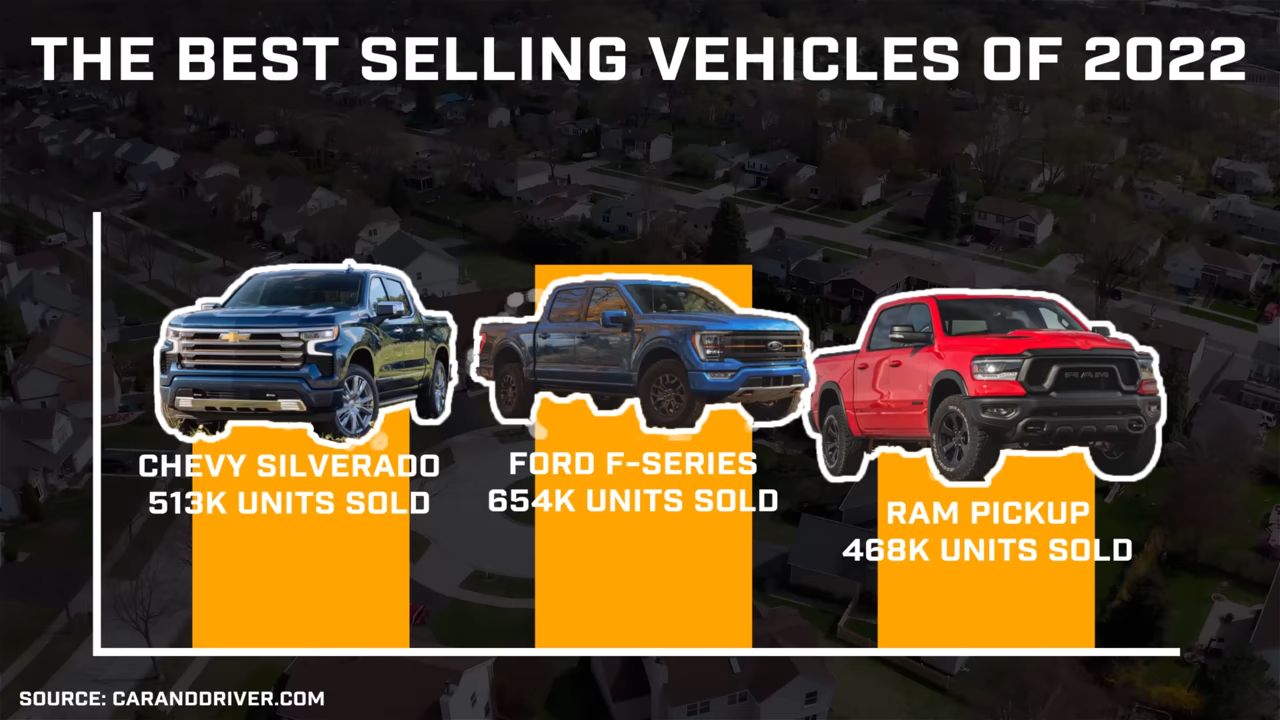 THE BEST SELLING VEHICLES OF 2022
CHEVY SILVERADO
513K UNITS SOLD
FORD F-SERIES
654K UNITS SOLD
RAM
RAM PICKUP
468K UNITS SOLD
SOURCE: CARANDDRIVER.COM